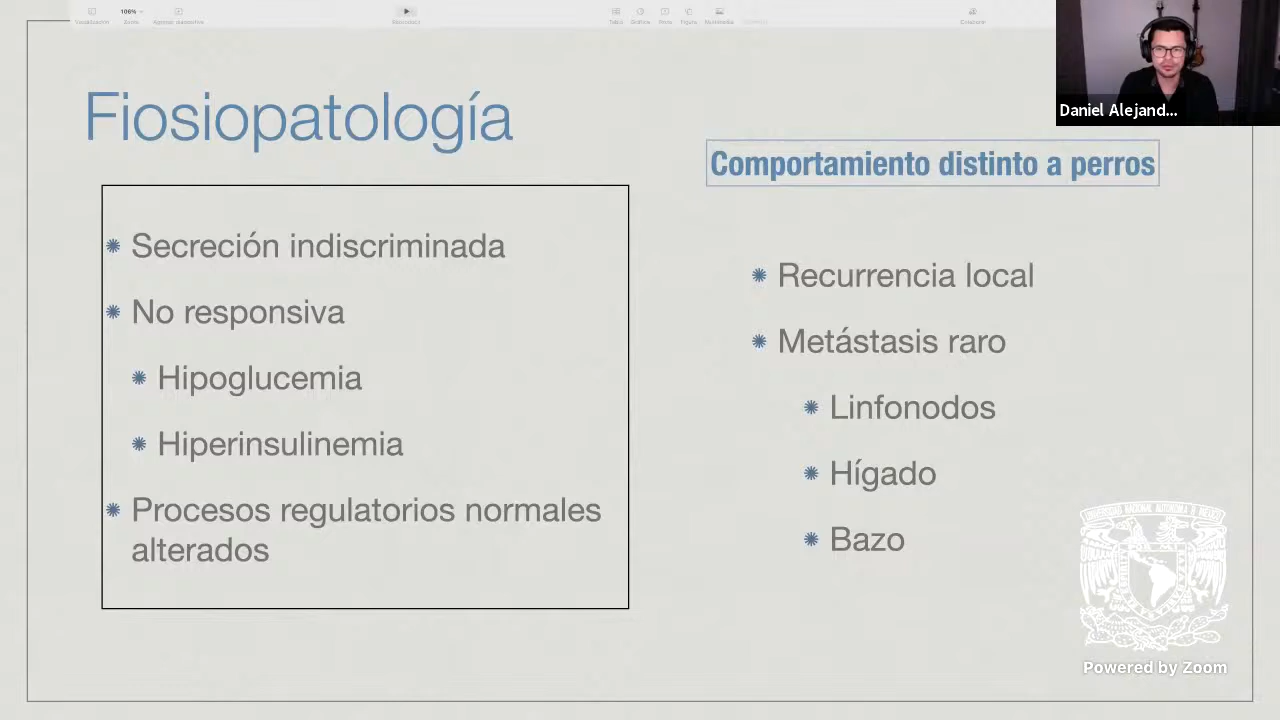 106%
Daniel Alejand...
Fiosiopatología
Comportamiento distinto a perros
Secreción indiscriminada
No responsiva
Hipoglucemia
Hiperinsulinemia
Procesos regulatorios normales
alterados
Recurrencia local
Metástasis raro
Linfonodos
Hígado
Bazo
Powered by Zoom